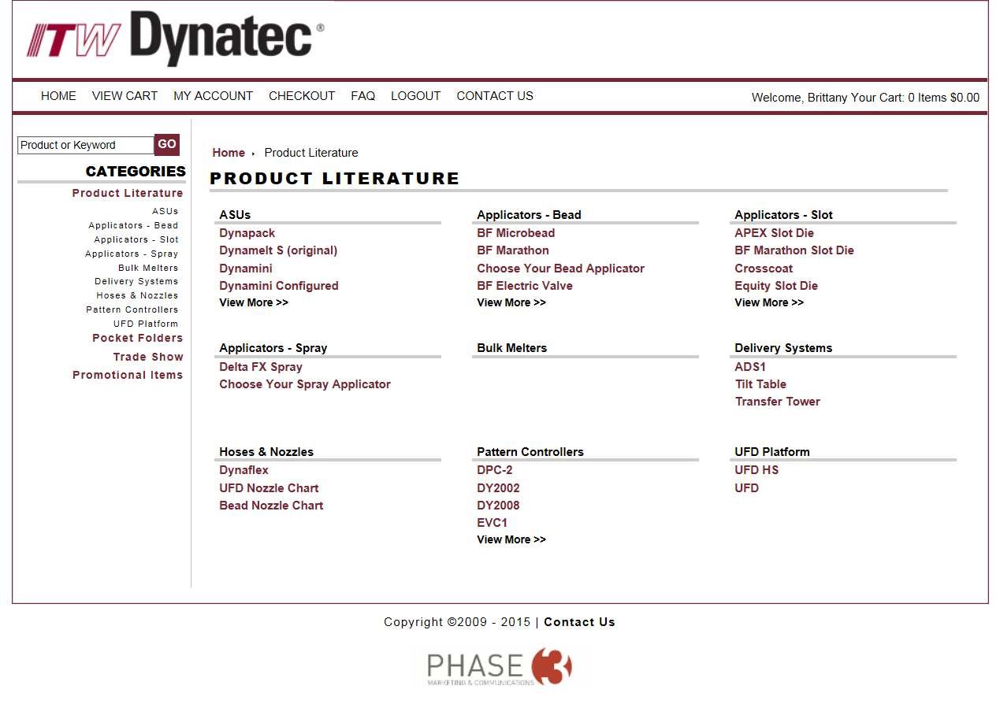 ITW Dynatec®
HOME VIEW CART MY ACCOUNT CHECKOUT FAQ LOGOUT CONTACT US
Welcome, Brittany Your Cart: 0 Items $0.00
Product or Keyword GO
CATEGORIES
Product Literature
ASUs
Applicators - Bead
Applicators - Slot
Applicators - Spray
Bulk Melters
Delivery Systems
Hoses & Nozzles
Pattern Controllers
UFD Platform
Pocket Folders
Trade Show
Promotional Items
Home Product Literature
PRODUCT LITERATURE
ASUs
Dynapack
Dynamelt S (original)
Dynamini
Dynamini Configured
View More >>
Applicators - Bead
BF Microbead
BF Marathon
Choose Your Bead Applicator
BF Electric Valve
View More >>
Applicators - Slot
APEX Slot Die
BF Marathon Slot Die
Crosscoat
Equity Slot Die
View More >>
Applicators - Spray
Delta FX Spray
Choose Your Spray Applicator
Bulk Melters
Delivery Systems
ADS1
Tilt Table
Transfer Tower
Hoses & Nozzles
Dynaflex
UFD Nozzle Chart
Bead Nozzle Chart
Pattern Controllers
DPC-2
DY2002
DY2008
EVC1
View More >>
UFD Platform
UFD HS
UFD
Copyright ©2009 - 2015 | Contact Us
PHASE 3
MARKETING & COMMUNICATIONS